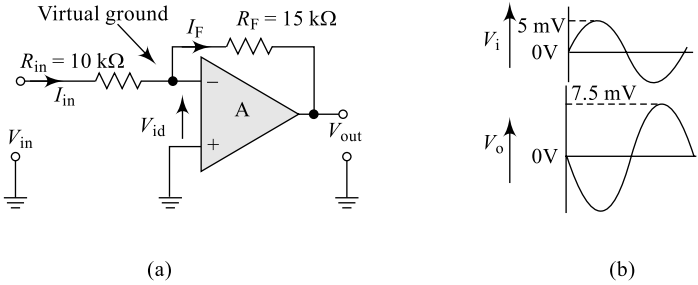 Virtual ground
I_F
R_F = 15 kΩ
R_in = 10 kΩ
I_in
−
A
V_id
+
V_in
V_out
(a)
V_i
5 mV
0V
7.5 mV
V_o
0V
(b)